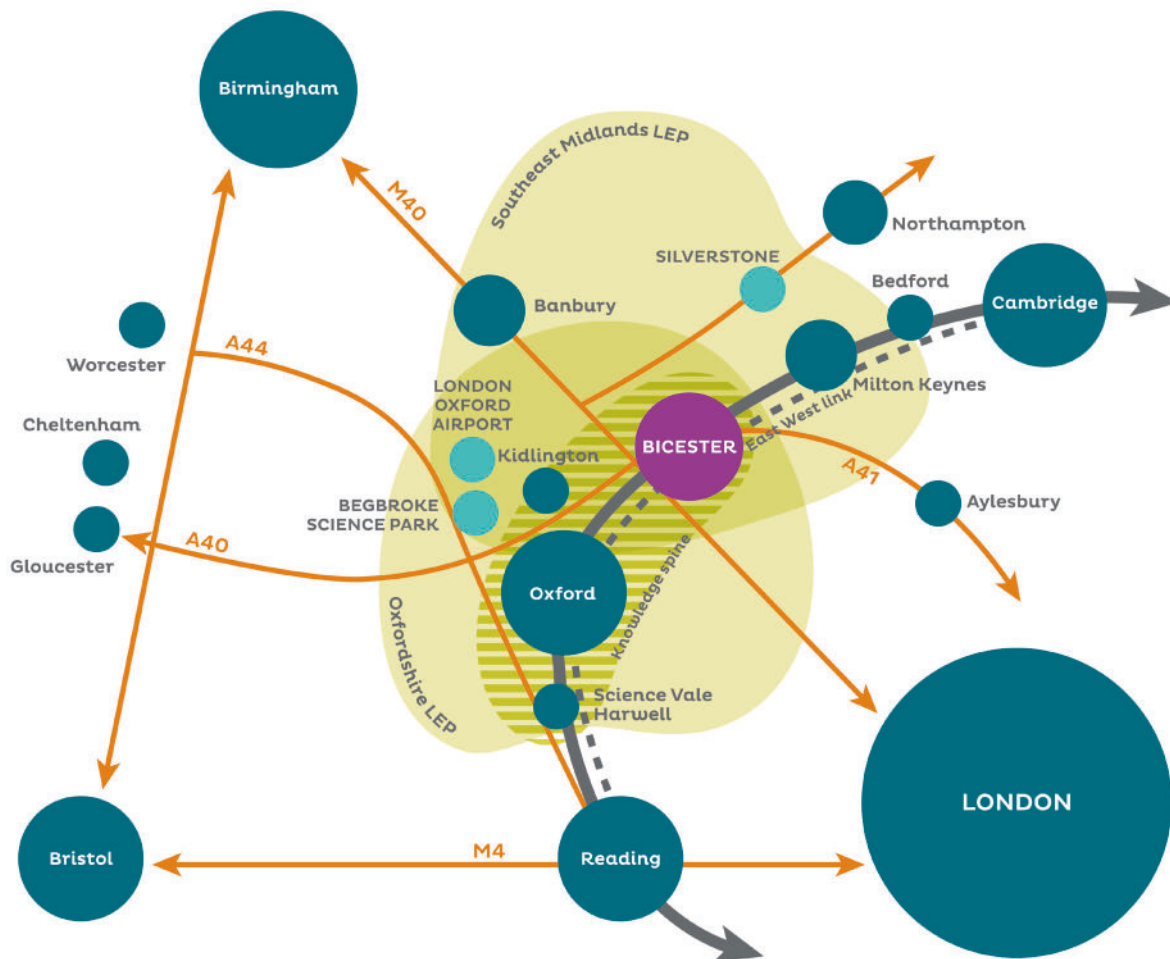 Birmingham
Southeast Midlands LEP
M40
Northampton
SILVERSTONE
Bedford
Cambridge
Banbury
Worcester
A44
LONDON
OXFORD
AIRPORT
Milton Keynes
East West link
Cheltenham
Kidlington
BICESTER
A41
BEGBROKE
SCIENCE PARK
Aylesbury
Gloucester
A40
Oxford
Knowledge spine
Oxfordshire LEP
Science Vale
Harwell
LONDON
Bristol
M4
Reading